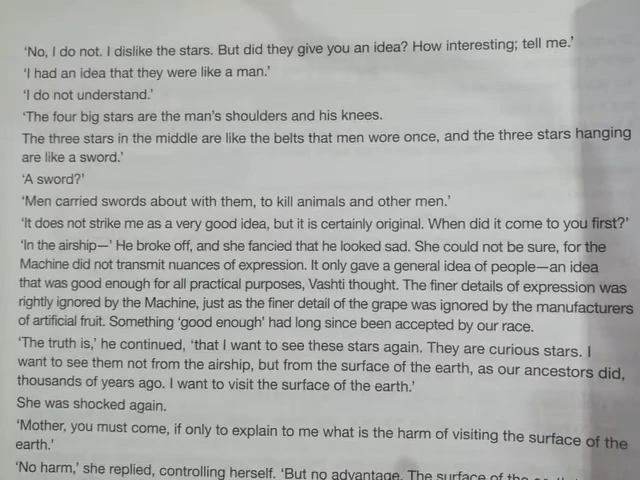 ‘No, I do not. I dislike the stars. But did they give you an idea? How interesting; tell me.’
‘I had an idea that they were like a man.’
‘I do not understand.’
‘The four big stars are the man’s shoulders and his knees.
The three stars in the middle are like the belts that men wore once, and the three stars hanging
are like a sword.’
‘A sword?’
‘Men carried swords about with them, to kill animals and other men.’
‘It does not strike me as a very good idea, but it is certainly original. When did it come to you first?’
‘In the airship—’ He broke off, and she fancied that he looked sad. She could not be sure, for the
Machine did not transmit nuances of expression. It only gave a general idea of people—an idea
that was good enough for all practical purposes, Vashti thought. The finer details of expression was
rightly ignored by the Machine, just as the finer detail of the grape was ignored by the manufacturers
of artificial fruit. Something ‘good enough’ had long since been accepted by our race.
‘The truth is,’ he continued, ‘that I want to see these stars again. They are curious stars. I
want to see them not from the airship, but from the surface of the earth, as our ancestors did,
thousands of years ago. I want to visit the surface of the earth.’
She was shocked again.
‘Mother, you must come, if only to explain to me what is the harm of visiting the surface of the
earth.’
‘No harm,’ she replied, controlling herself. ‘But no advantage. The surface of the